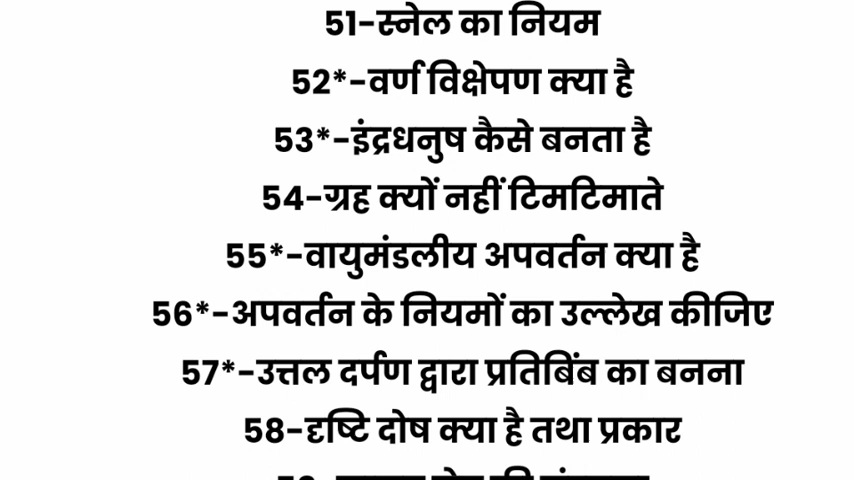 51-स्नेल का नियम
52*-वर्ण विक्षेपण क्या है
53*-इंद्रधनुष कैसे बनता है
54-ग्रह क्यों नहीं टिमटिमाते
55*-वायुमंडलीय अपवर्तन क्या है
56*-अपवर्तन के नियमों का उल्लेख कीजिए
57*-उत्तल दर्पण द्वारा प्रतिबिंब का बनना
58-दृष्टि दोष क्या है तथा प्रकार